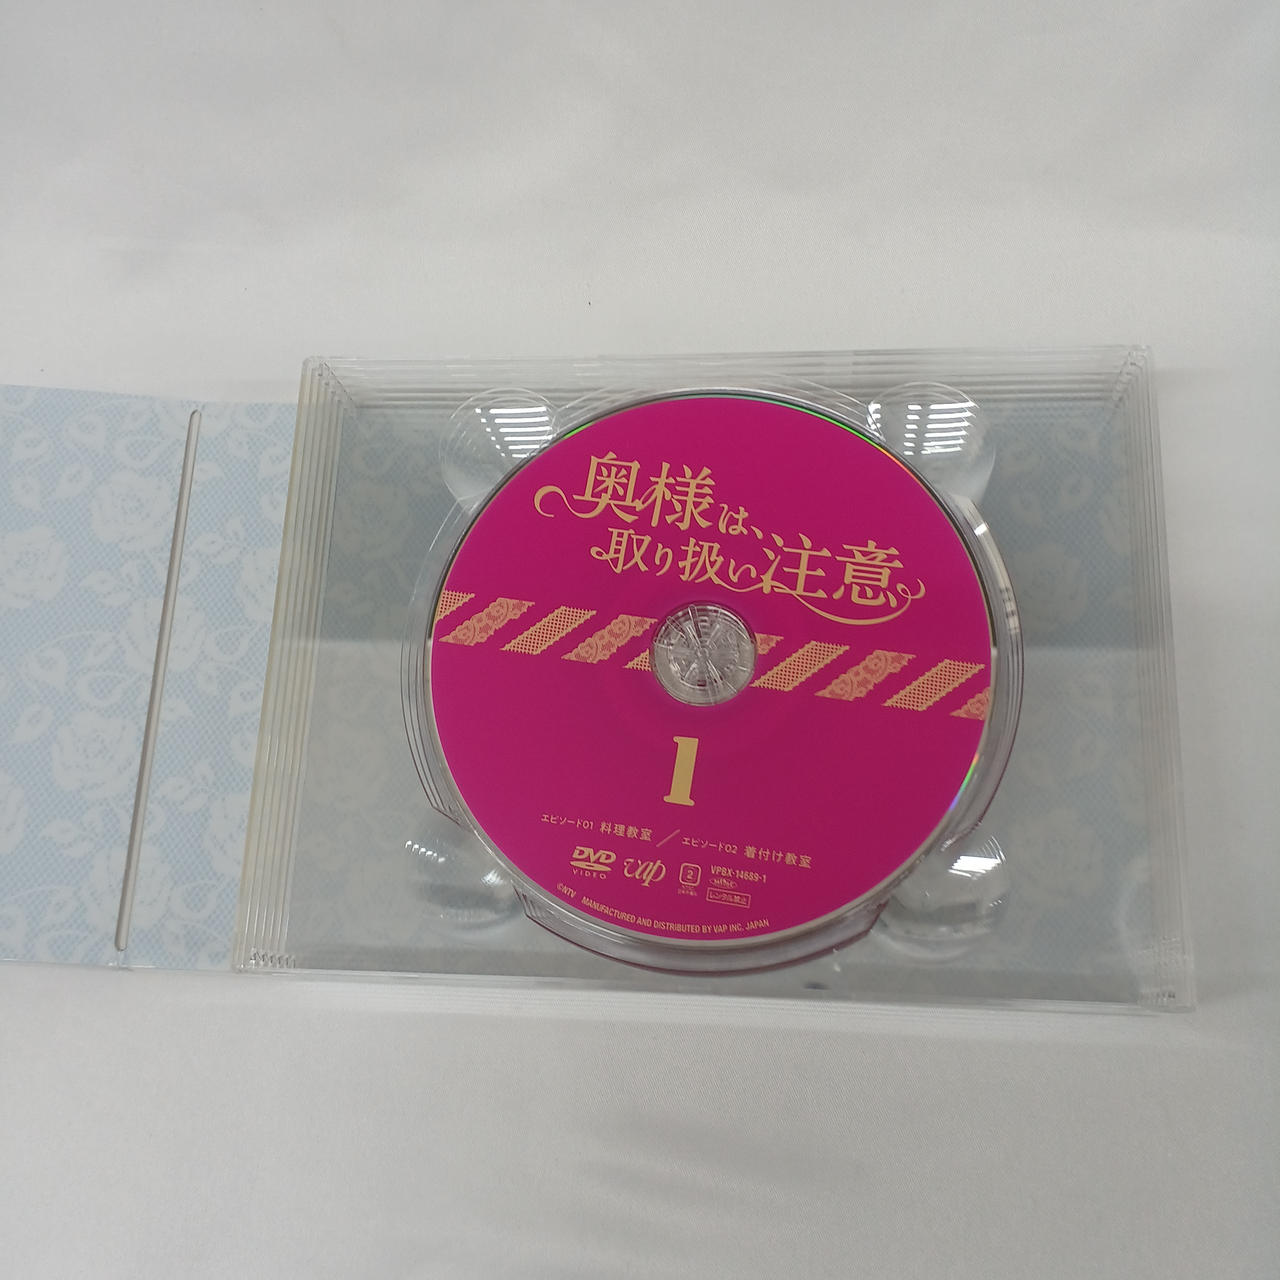 奥様は、
取り扱い注意
1
エピソード01 料理教室 / エピソード02 着付け教室
DVD VIDEO
vap
2
VPBX-14689-1
レンタル禁止
©NTV MANUFACTURED AND DISTRIBUTED BY VAP INC. JAPAN